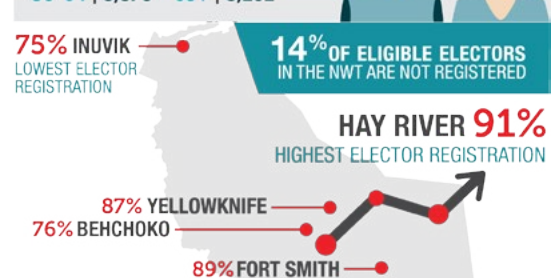 75% INUVIK
LOWEST ELECTOR
REGISTRATION
14% OF ELIGIBLE ELECTORS
IN THE NWT ARE NOT REGISTERED
HAY RIVER 91%
HIGHEST ELECTOR REGISTRATION
87% YELLOWKNIFE
76% BEHCHOKO
89% FORT SMITH